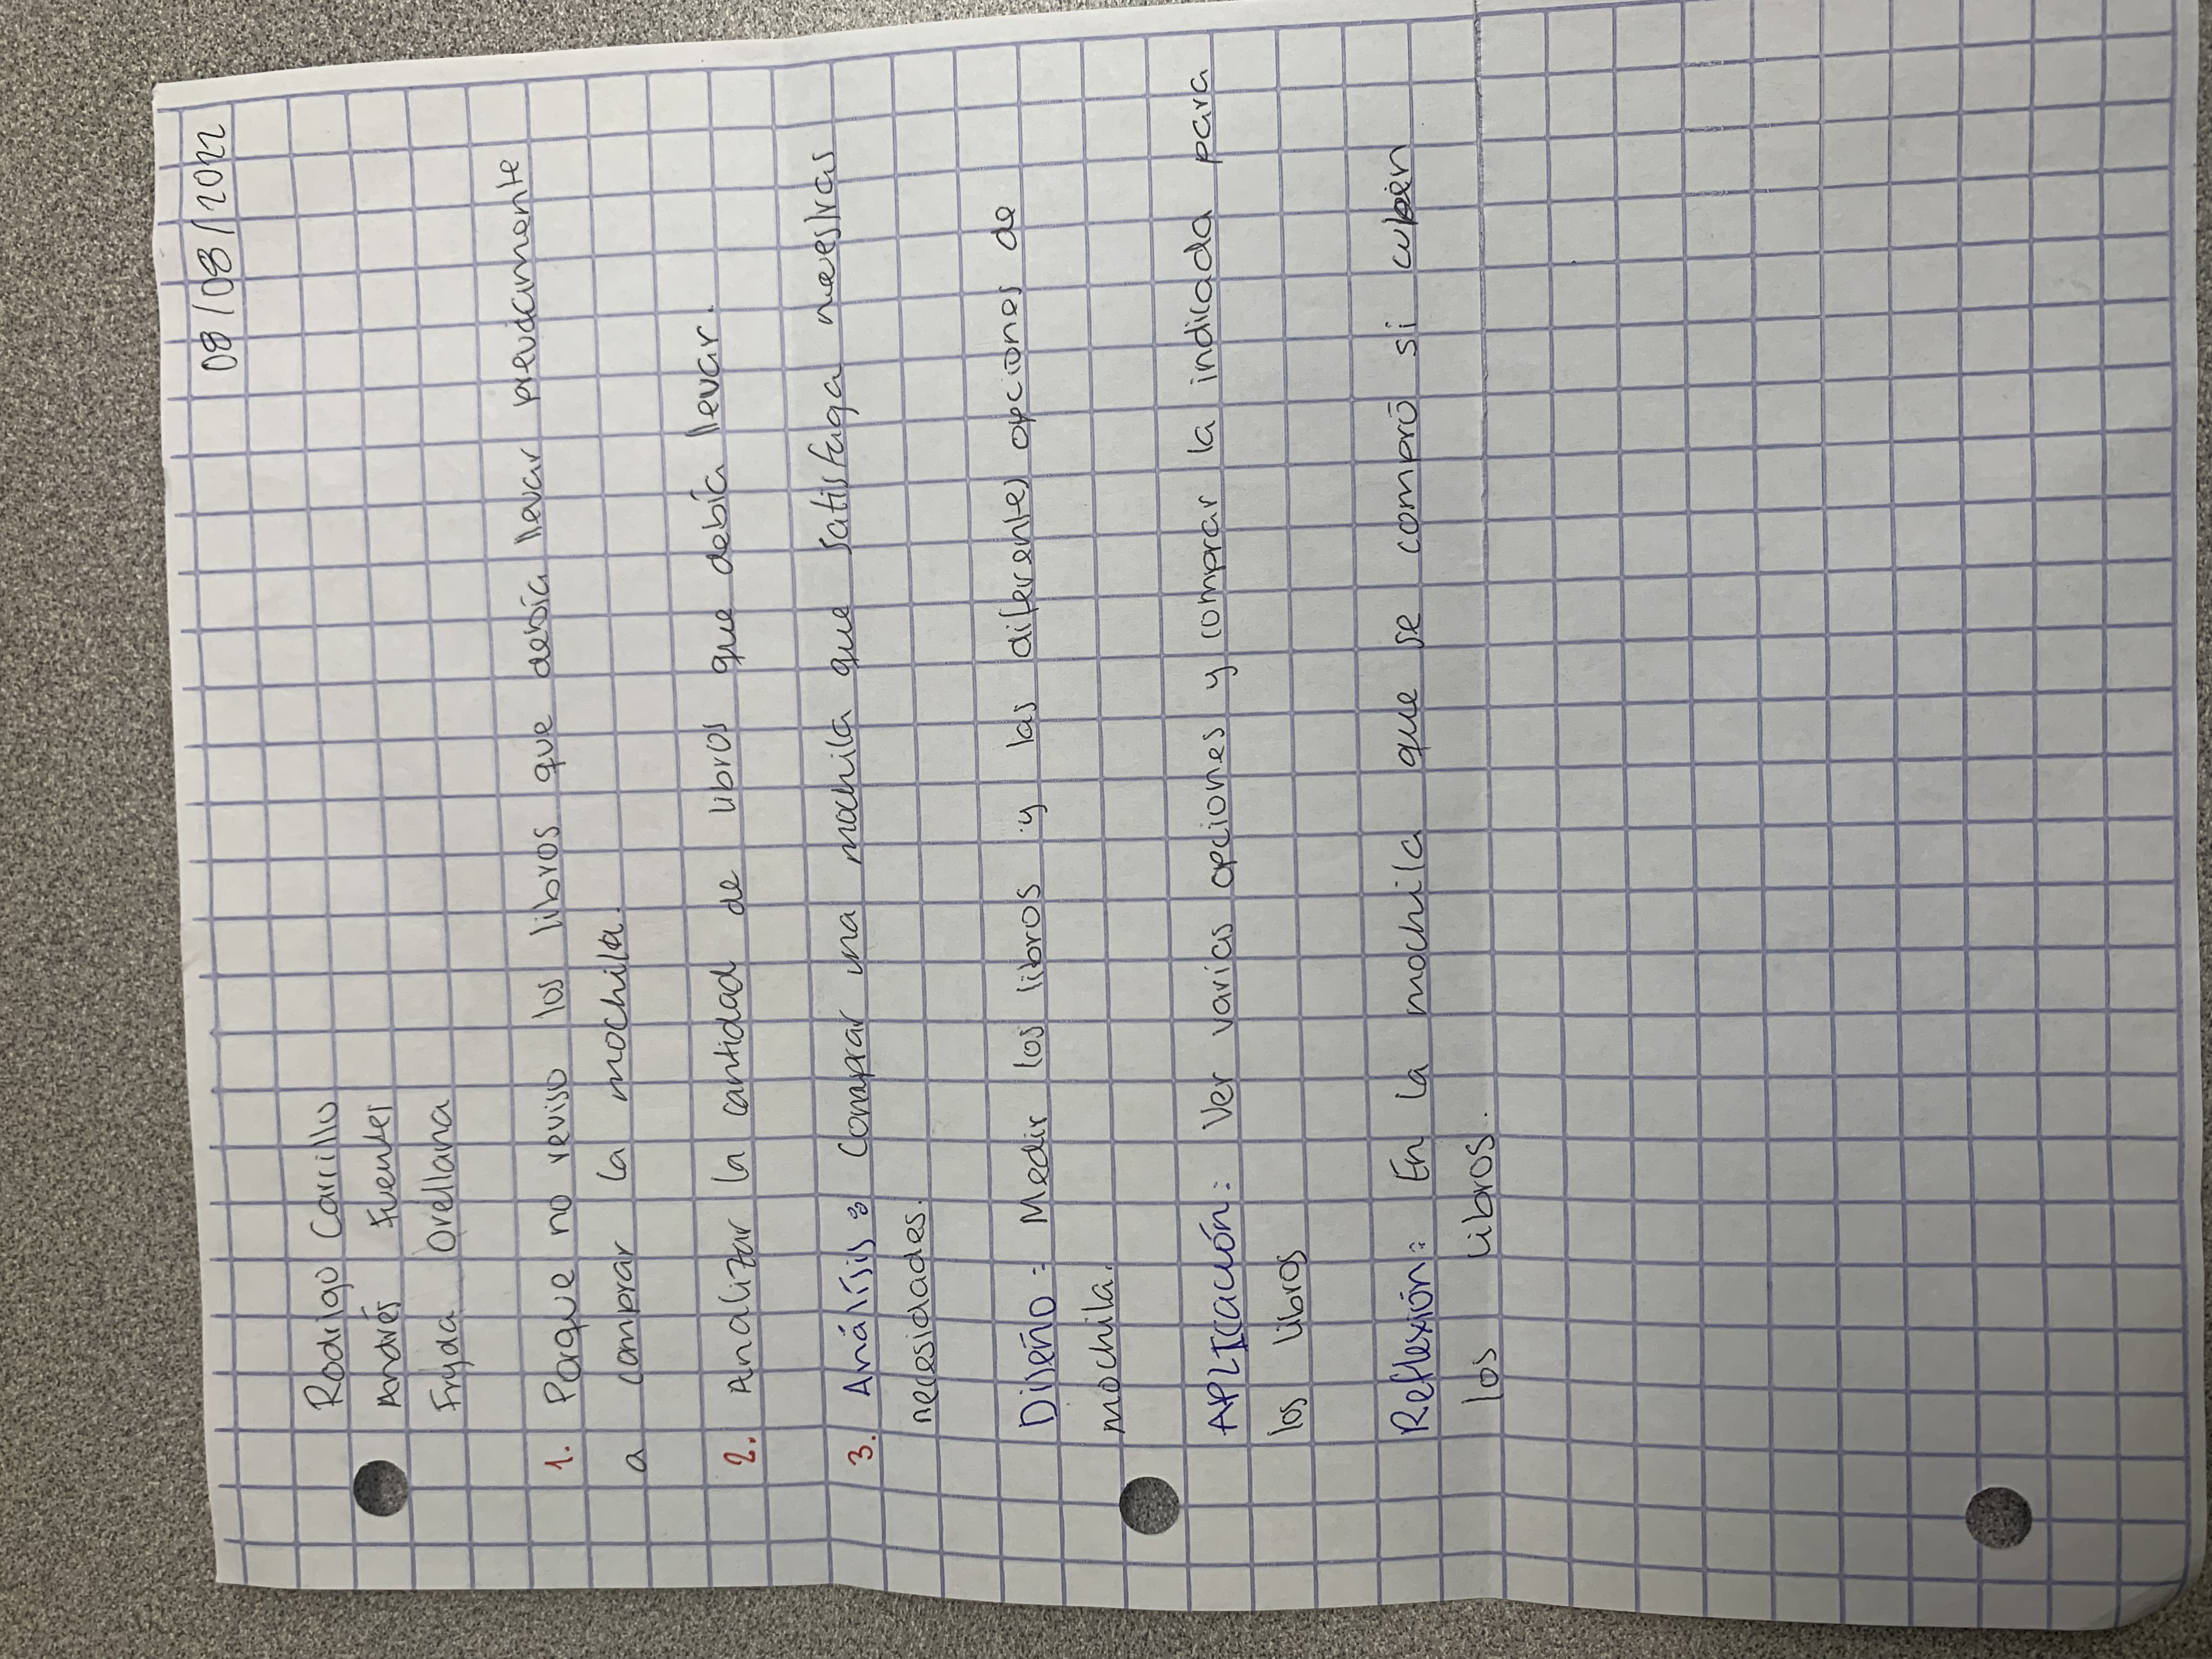 08/08/2022
Rodrigo Carrillo
Andrés Fuentes
Fryda Orellana
1. Porque no reviso los libros que debía llevar previamente
a comprar la mochila.
2. Analizar la cantidad de libros que debía llevar.
3. Análisis: Comprar una mochila que satisfaga nuestras
necesidades.
Diseño: Medir los libros y las diferentes opciones de
mochila.
APLICación: Ver varias opciones y comprar la indicada para
los libros
Reflexión: En la mochila que se compró si cuben
los libros.